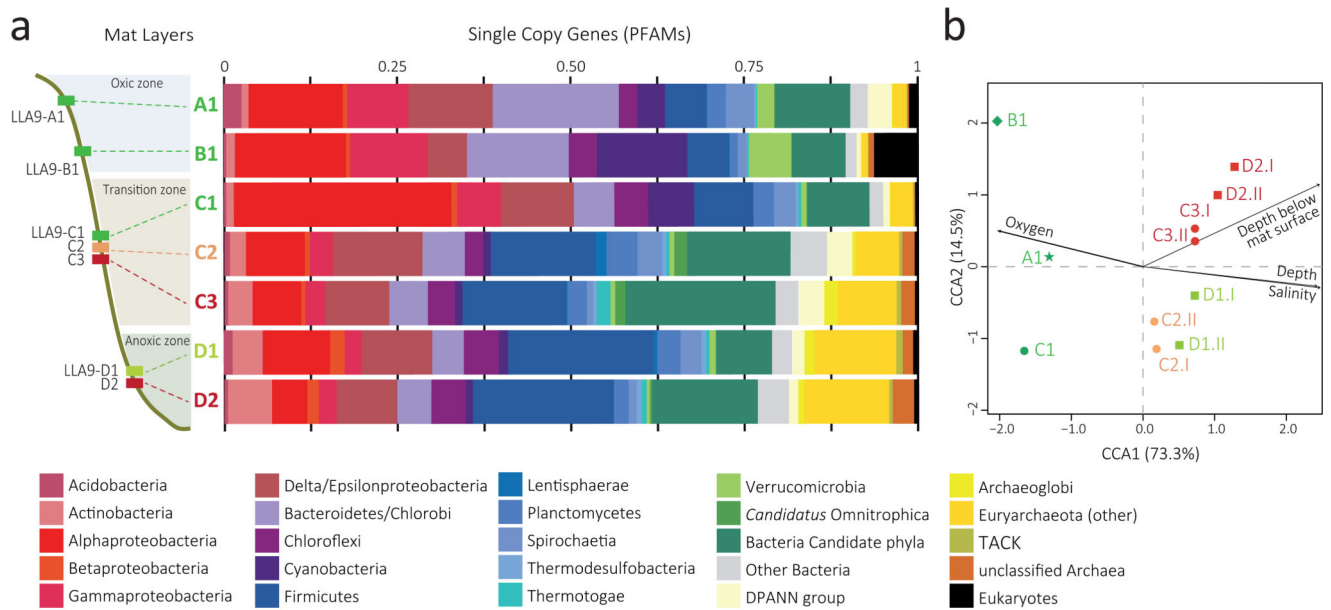 a
Mat Layers
Single Copy Genes (PFAMs)
0 0.25 0.50 0.75 1
Oxic zone
LLA9-A1
A1
LLA9-B1
B1
Transition zone
LLA9-C1
C2
C3
C1
C2
C3
Anoxic zone
LLA9-D1
D2
D1
D2
b
B1
D2.I
D2.II
C3.I
C3.II
Depth below
mat surface
Oxygen
A1
Depth
Salinity
D1.I
C2.II
D1.II
C2.I
C1
CCA2 (14.5%)
2
1
0
-1
-2
−2.0 −1.0 0.0 1.0 2.0
CCA1 (73.3%)
Acidobacteria
Actinobacteria
Alphaproteobacteria
Betaproteobacteria
Gammaproteobacteria
Delta/Epsilonproteobacteria
Bacteroidetes/Chlorobi
Chloroflexi
Cyanobacteria
Firmicutes
Lentisphaerae
Planctomycetes
Spirochaetia
Thermodesulfobacteria
Thermotogae
Verrucomicrobia
Candidatus Omnitrophica
Bacteria Candidate phyla
Other Bacteria
DPANN group
Archaeoglobi
Euryarchaeota (other)
TACK
unclassified Archaea
Eukaryotes